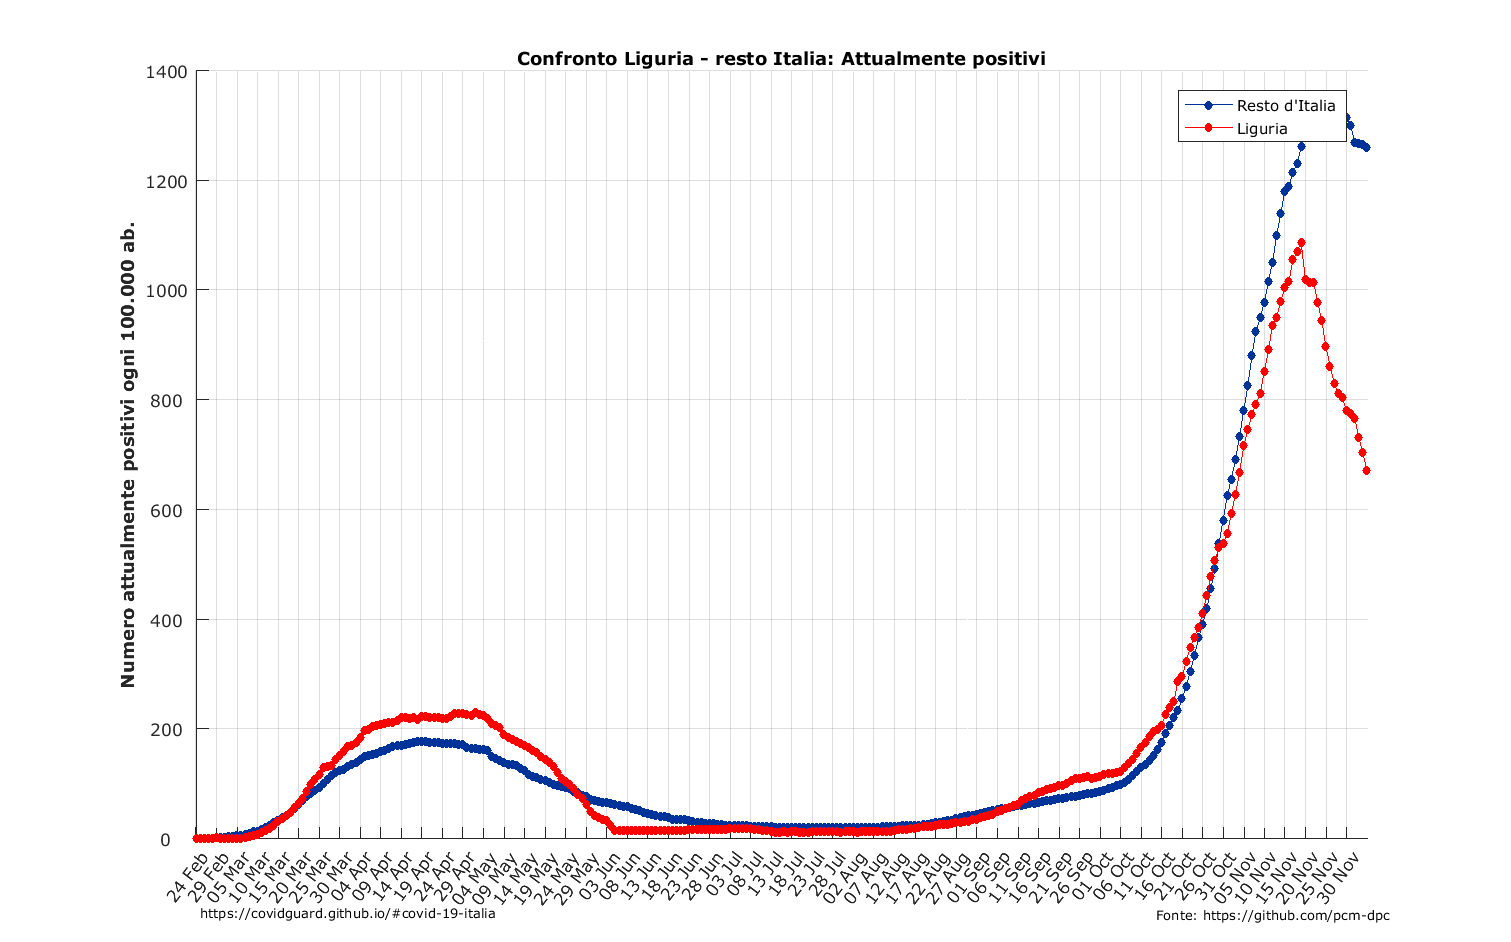 Confronto Liguria - resto Italia: Attualmente positivi
Resto d'Italia
Liguria
Numero attualmente positivi ogni 100.000 ab.
1400
1200
1000
800
600
400
200
0
24 Feb
29 Feb
05 Mar
10 Mar
15 Mar
20 Mar
25 Mar
30 Mar
04 Apr
09 Apr
14 Apr
19 Apr
24 Apr
29 Apr
04 May
09 May
14 May
19 May
24 May
29 May
03 Jun
08 Jun
13 Jun
18 Jun
23 Jun
28 Jun
03 Jul
08 Jul
13 Jul
18 Jul
23 Jul
28 Jul
02 Aug
07 Aug
12 Aug
17 Aug
22 Aug
27 Aug
01 Sep
06 Sep
11 Sep
16 Sep
21 Sep
26 Sep
01 Oct
06 Oct
11 Oct
16 Oct
21 Oct
26 Oct
31 Oct
05 Nov
10 Nov
15 Nov
20 Nov
25 Nov
30 Nov
https://covidguard.github.io/#covid-19-italia
Fonte: https://github.com/pcm-dpc